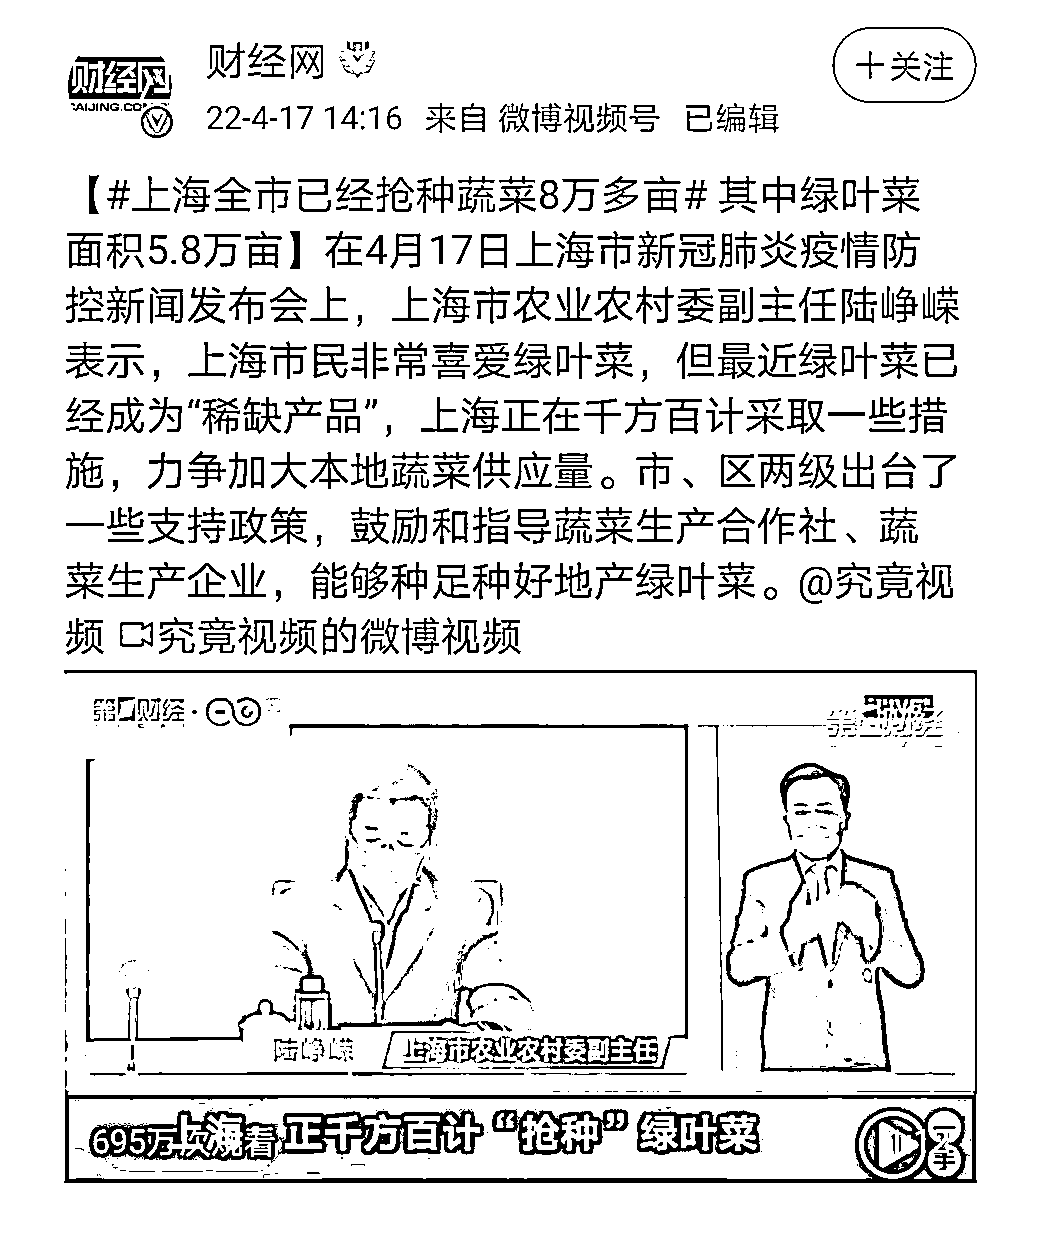 财经网
财经网
AIJING.CO
22-4-17 14:16 来自 微博视频号 已编辑
十关注
【#上海全市已经抢种蔬菜8万多亩# 其中绿叶菜
面积5.8万亩】在4月17日上海市新冠肺炎疫情防
控新闻发布会上，上海市农业农村委副主任陆峥嵘
表示，上海市民非常喜爱绿叶菜，但最近绿叶菜已
经成为“稀缺产品”，上海正在千方百计采取一些措
施，力争加大本地蔬菜供应量。市、区两级出台了
一些支持政策，鼓励和指导蔬菜生产合作社、蔬
菜生产企业，能够种足种好地产绿叶菜。@究竟视
频 究竟视频的微博视频
第一财经
陆峥嵘 上海市农业农村委副主任
上海 正千方百计“抢种”绿叶菜
695万次观看